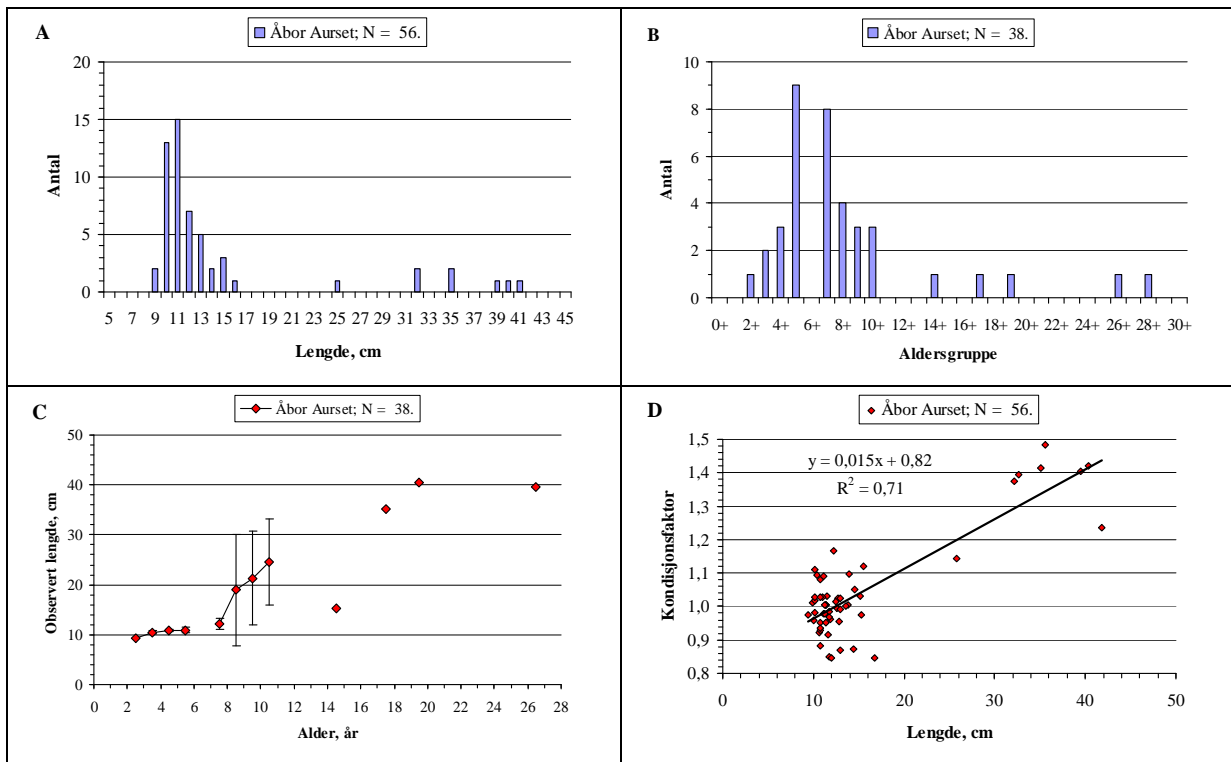 A
Åbor Aurset; N = 56.
20
15
10
5
0
Antal
5 7 9 11 13 15 17 19 21 23 25 27 29 31 33 35 37 39 41 43 45
Lengde, cm
B
Åbor Aurset; N = 38.
10
8
6
4
2
0
Antal
0+ 2+ 4+ 6+ 8+ 10+ 12+ 14+ 16+ 18+ 20+ 22+ 24+ 26+ 28+ 30+
Aldersgruppe
C
Åbor Aurset; N = 38.
50
40
30
20
10
0
Observert lengde, cm
0 2 4 6 8 10 12 14 16 18 20 22 24 26 28
Alder, år
D
Åbor Aurset; N = 56.
y = 0,015x + 0,82
R² = 0,71
1,5
1,4
1,3
1,2
1,1
1,0
0,9
0,8
Kondisjonsfaktor
0 10 20 30 40 50
Lengde, cm